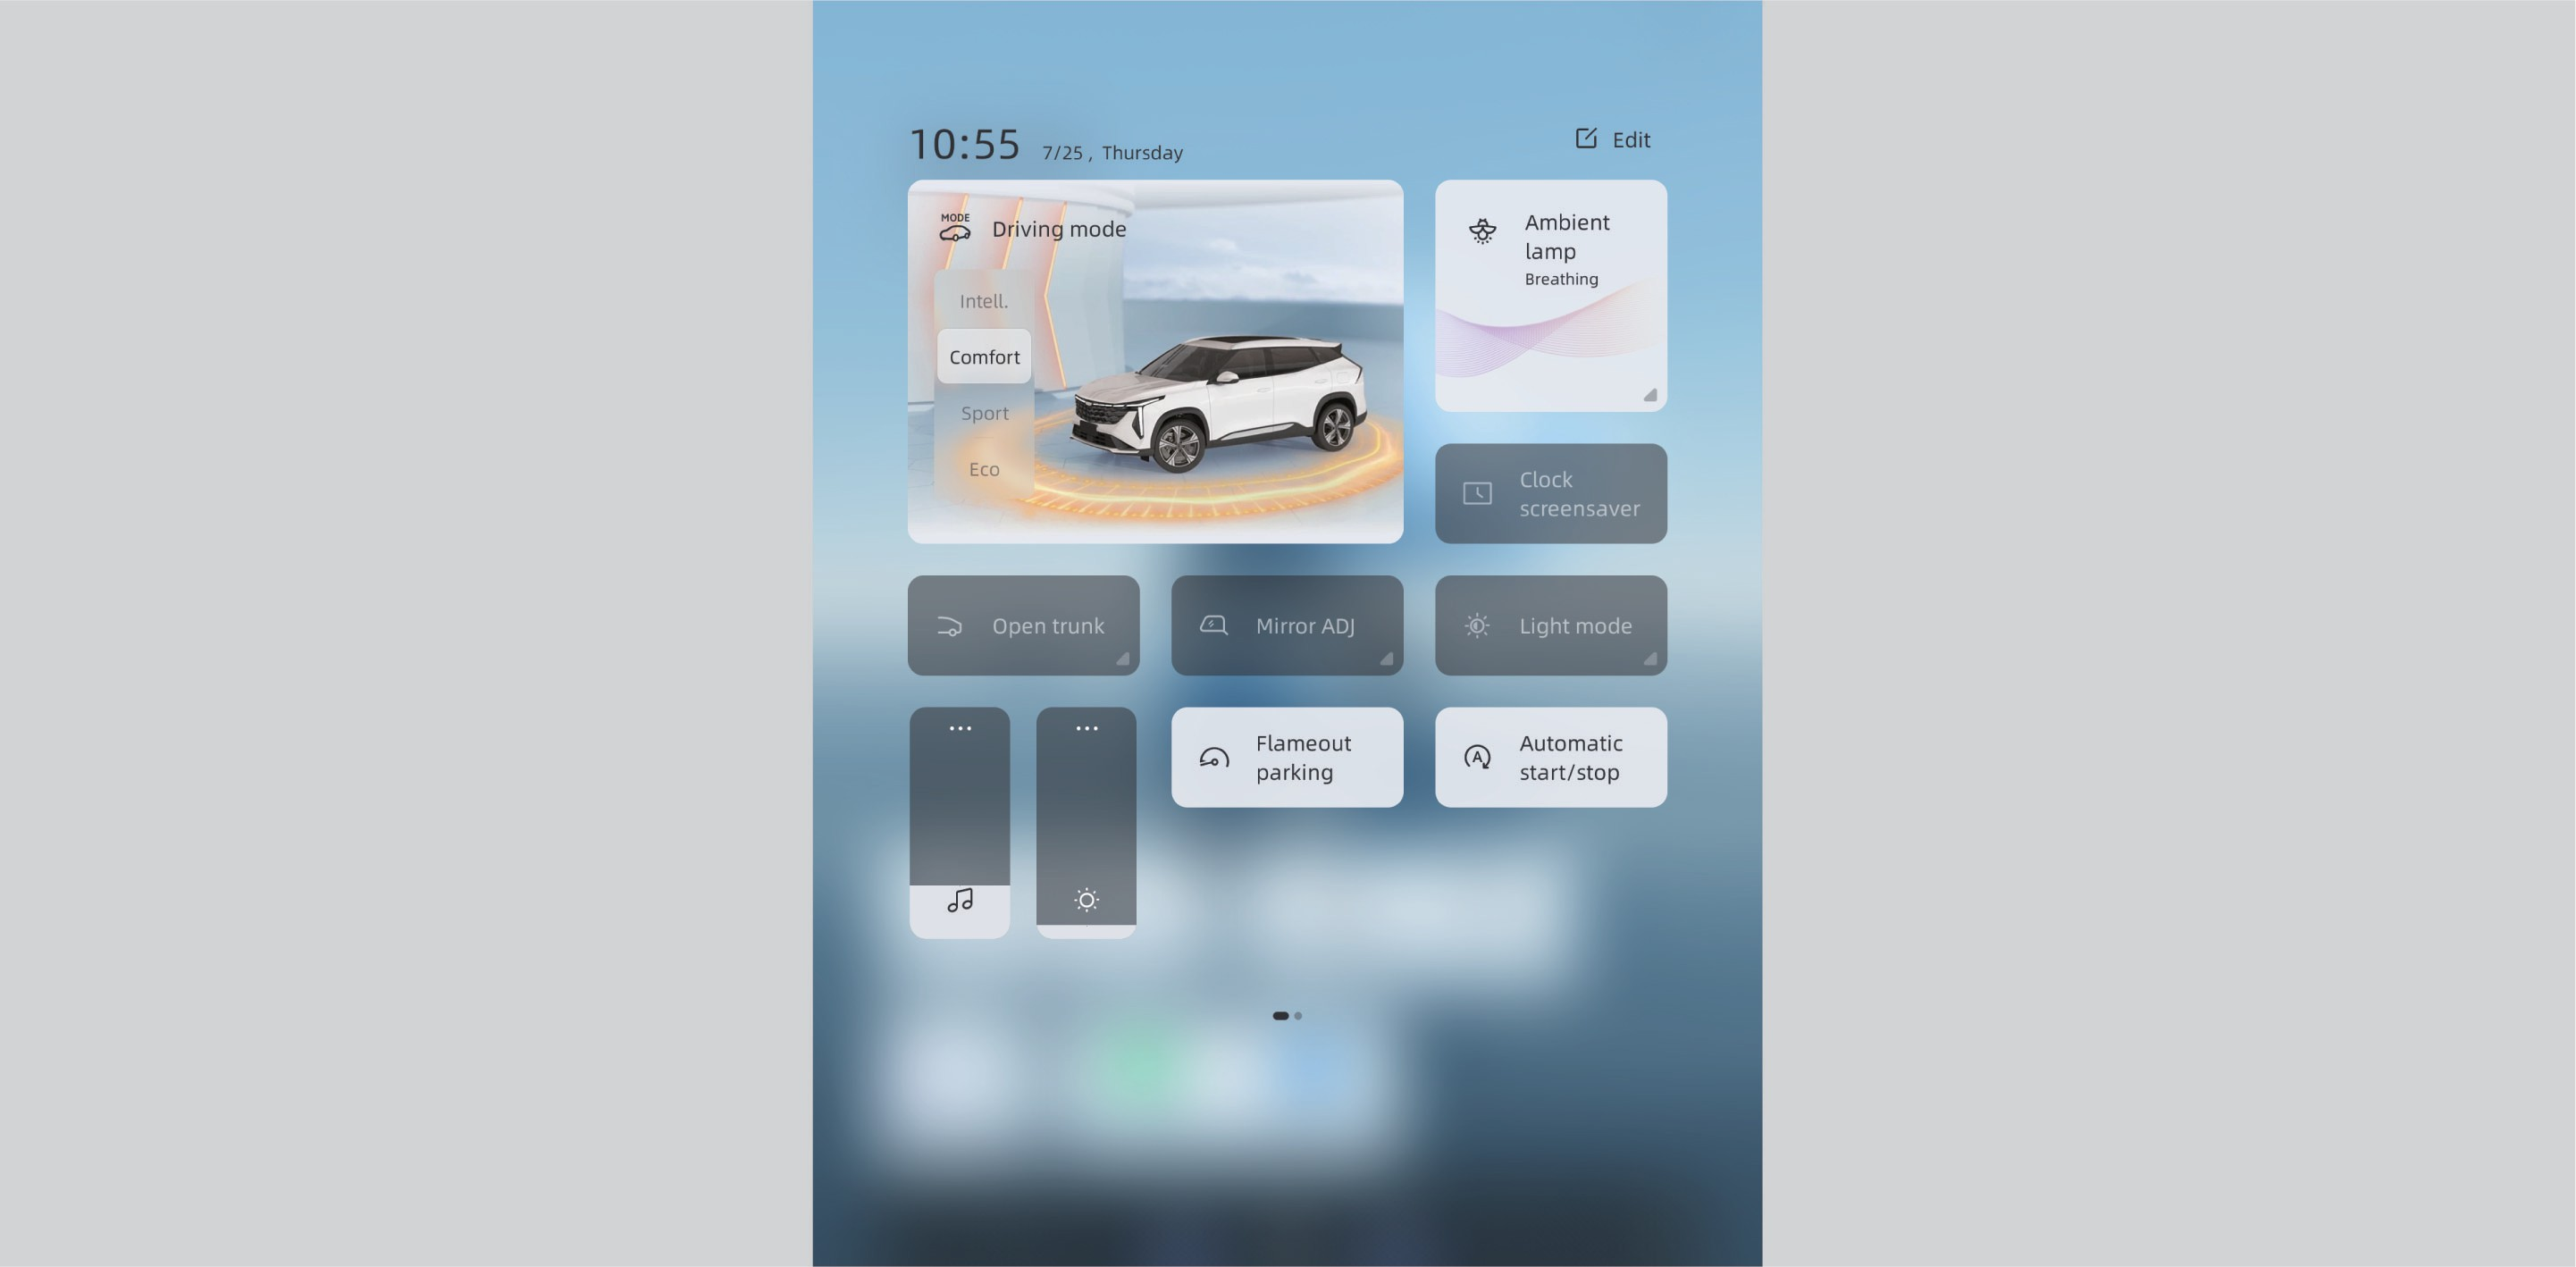 10:55 7/25 , Thursday
Edit
MODE
Driving mode
Intell.
Comfort
Sport
Eco
Ambient
lamp
Breathing
Clock
screensaver
Open trunk
Mirror ADJ
Light mode
Flameout
parking
A
Automatic
start/stop